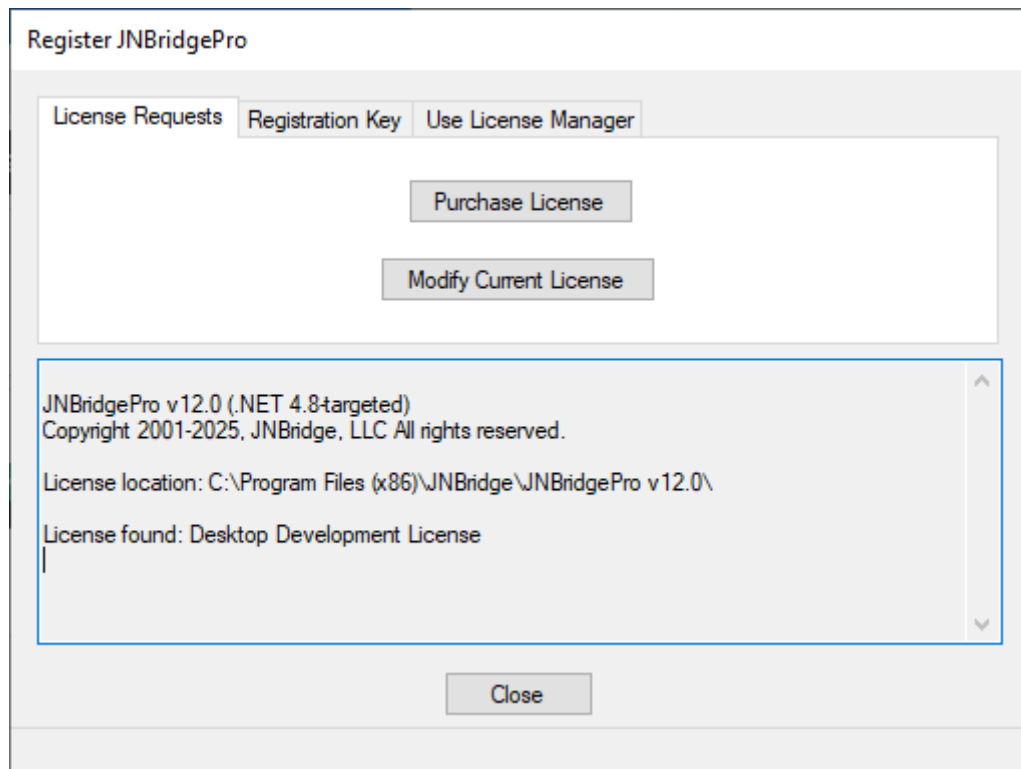 Register JNBridgePro
License Requests
Registration Key
Use License Manager
Purchase License
Modify Current License
JNBridgePro v12.0 (.NET 4.8-targeted)
Copyright 2001-2025, JNBridge, LLC All rights reserved.
License location: C:\Program Files (x86)\JNBridge\JNBridgePro v12.0\
License found: Desktop Development License
Close